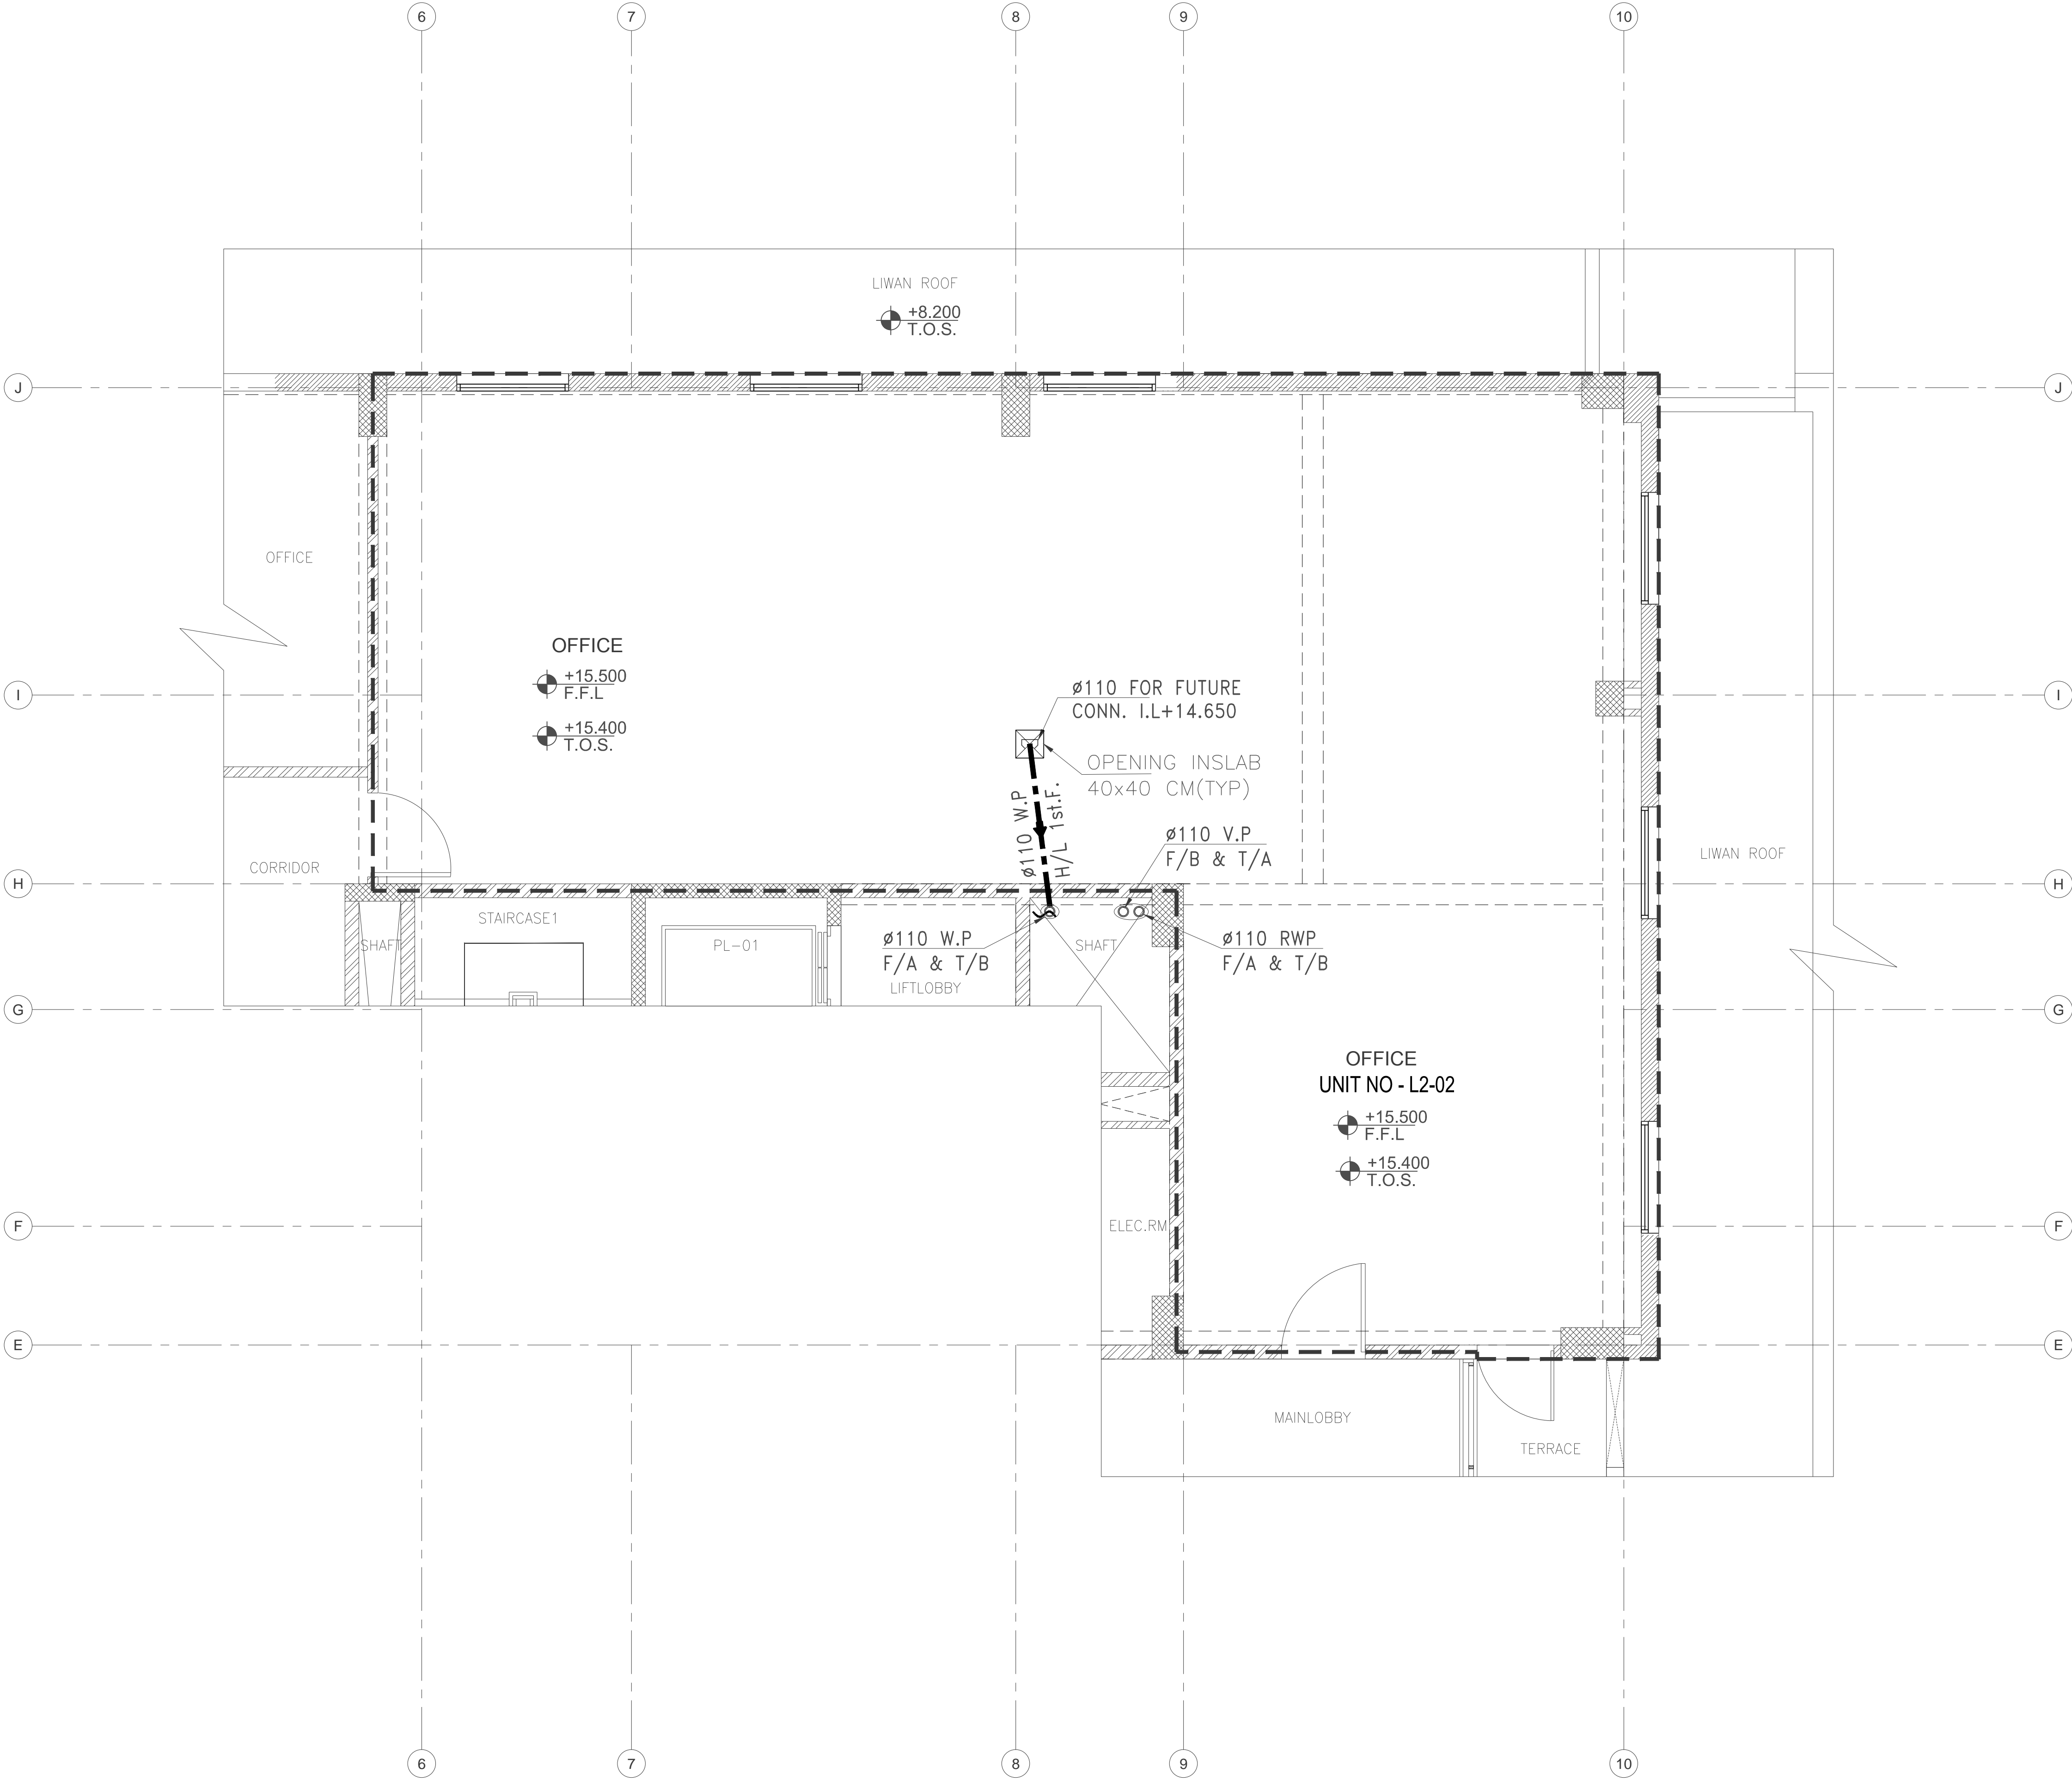 6 7 8 9 10
LIWAN ROOF
+8.200
T.O.S.
J J
OFFICE
OFFICE
+15.500
F.F.L
+15.400
T.O.S.
I I
ø110 FOR FUTURE
CONN. I.L+14.650
OPENING INSLAB
40x40 CM(TYP)
ø110 W.P
H/L 1st.F.
ø110 V.P
F/B & T/A
LIWAN ROOF
CORRIDOR
H H
STAIRCASE1
SHAFT
PL-01
ø110 W.P
F/A & T/B
LIFTLOBBY
SHAFT
ø110 RWP
F/A & T/B
G G
OFFICE
UNIT NO - L2-02
+15.500
F.F.L
+15.400
T.O.S.
ELEC.RM
F F
E E
MAINLOBBY
TERRACE
6 7 8 9 10